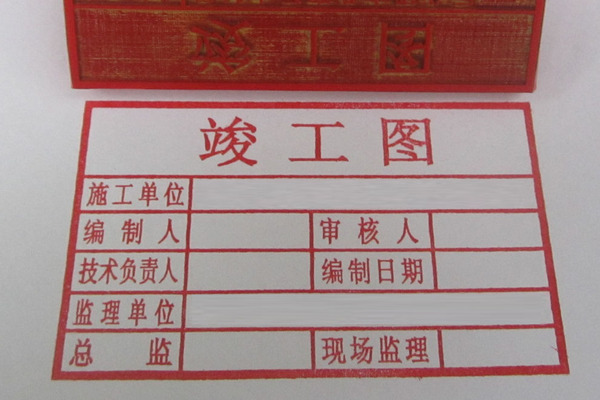 竣工图
施工单位
编制人 审核人
技术负责人 编制日期
监理单位
总监 现场监理